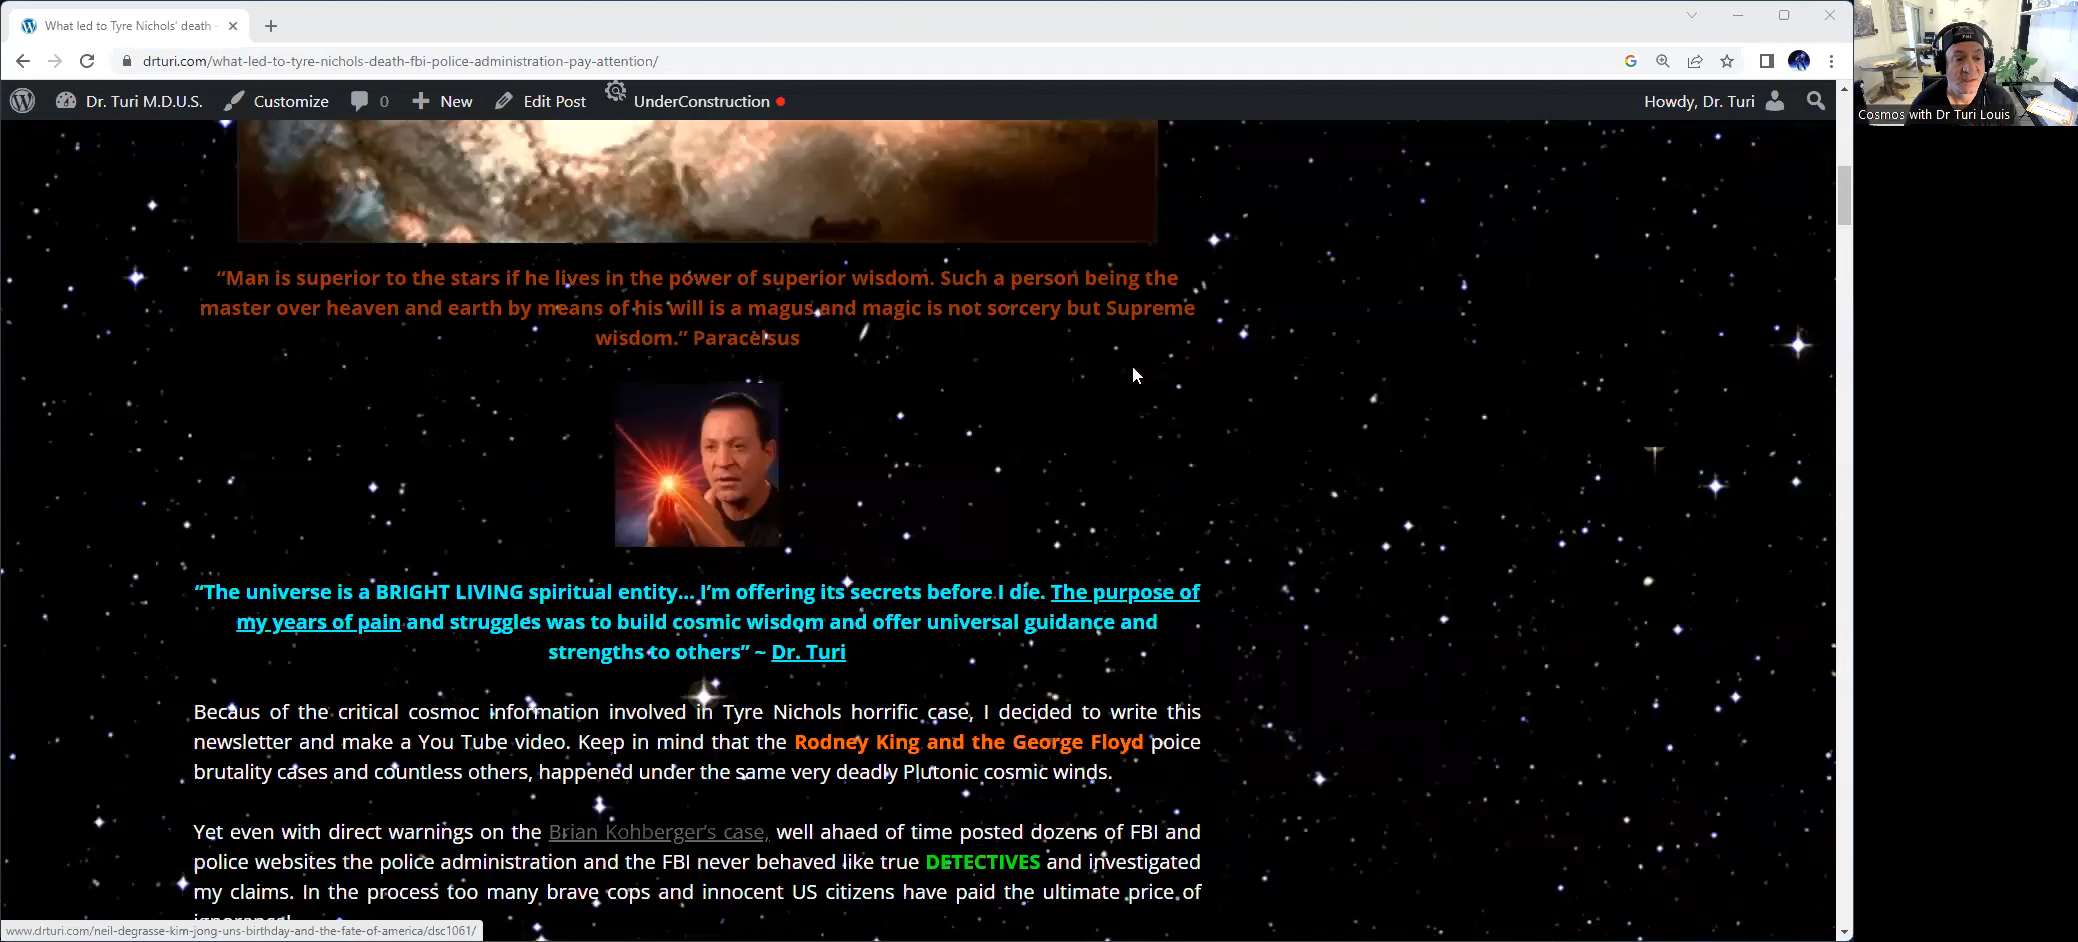 What led to Tyre Nichols' death -
drturi.com/what-led-to-tyre-nichols-death-fbi-police-administration-pay-attention/
Dr. Turi M.D.U.S. Customize 0 New Edit Post UnderConstruction Howdy, Dr. Turi
Cosmos with Dr Turi Louis
“Man is superior to the stars if he lives in the power of superior wisdom. Such a person being the
master over heaven and earth by means of his will is a magus and magic is not sorcery but Supreme
wisdom.” Paracelsus
“The universe is a BRIGHT LIVING spiritual entity... I’m offering its secrets before I die. The purpose of
my years of pain and struggles was to build cosmic wisdom and offer universal guidance and
strengths to others” ~ Dr. Turi
Becaus of the critical cosmoc information involved in Tyre Nichols horrific case, I decided to write this
newsletter and make a You Tube video. Keep in mind that the Rodney King and the George Floyd poice
brutality cases and countless others, happened under the same very deadly Plutonic cosmic winds.
Yet even with direct warnings on the Brian Kohberger’s case, well ahaed of time posted dozens of FBI and
police websites the police administration and the FBI never behaved like true DETECTIVES and investigated
my claims. In the process too many brave cops and innocent US citizens have paid the ultimate price of
www.drturi.com/neil-degrasse-kim-jong-uns-birthday-and-the-fate-of-america/dsc1061/